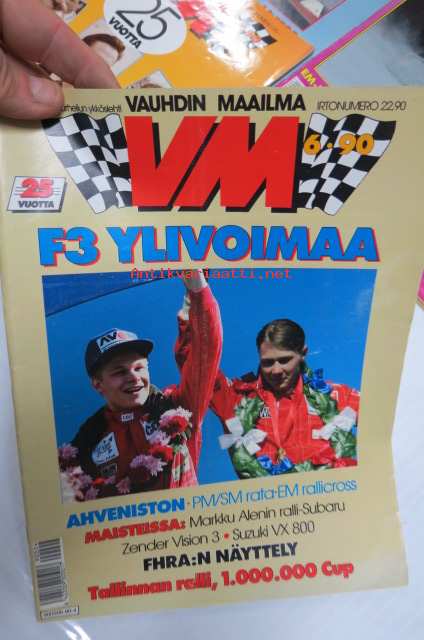 25
VUOTTA
EM-
VAUHDIN MAAILMA
IRTONUMERO 22,90
VM
6·90
25
VUOTTA
F3 YLIVOIMAA
Antikvariaatti.net
AHVENISTON · PM/SM rata-EM rallicross
MAISTEISSA: Markku Alenin ralli-Subaru
Zender Vision 3 • Suzuki VX 800
FHRA:N NÄYTTELY
Tallinnan ralli, 1.000.000 Cup